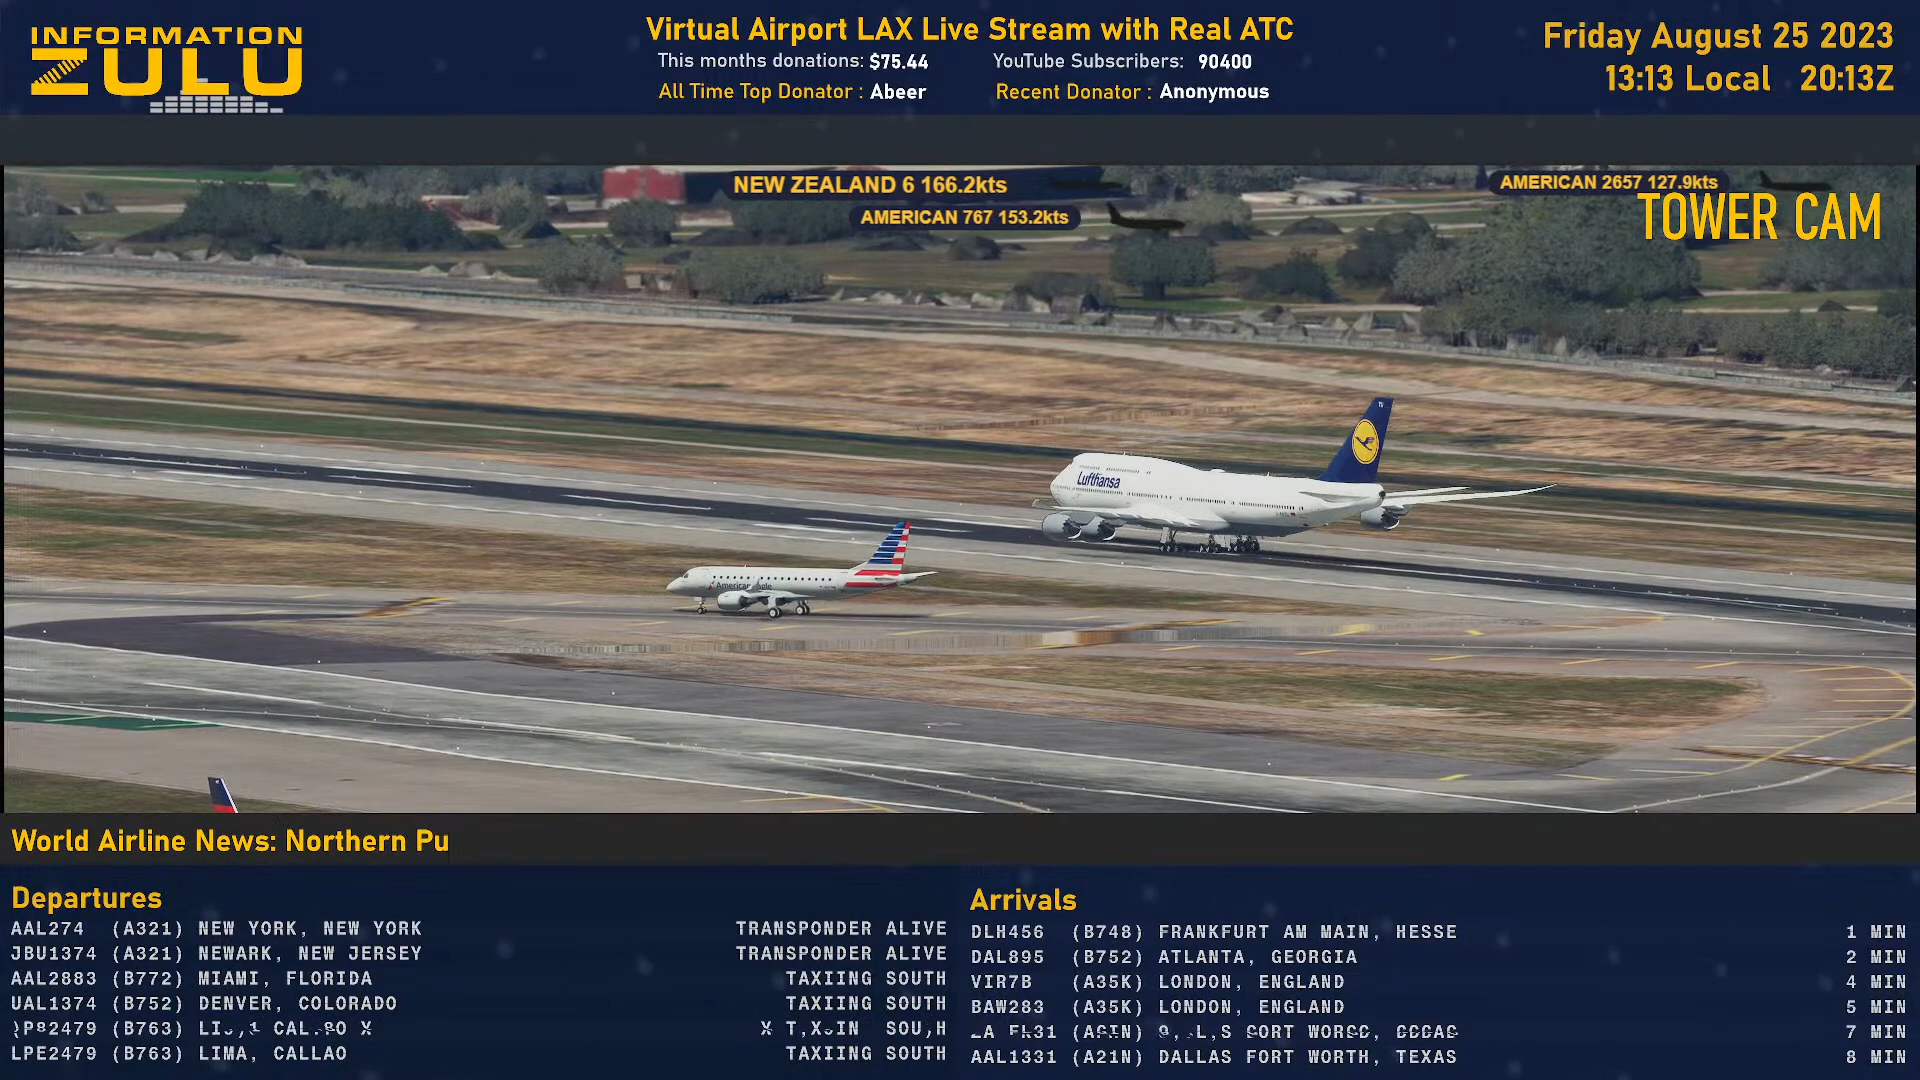 INFORMATION
ZULU
Virtual Airport LAX Live Stream with Real ATC
This months donations: $75.44 YouTube Subscribers: 90400
All Time Top Donator : Abeer Recent Donator : Anonymous
Friday August 25 2023
13:13 Local 20:13Z
NEW ZEALAND 6 166.2kts
AMERICAN 2657 127.9kts
AMERICAN 767 153.2kts
TOWER CAM
Lufthansa
World Airline News: Northern Pu
Departures
AAL274 (A321) NEW YORK, NEW YORK TRANSPONDER ALIVE
JBU1374 (A321) NEWARK, NEW JERSEY TRANSPONDER ALIVE
AAL2883 (B772) MIAMI, FLORIDA TAXIING SOUTH
UAL1374 (B752) DENVER, COLORADO TAXIING SOUTH
(B763)
LPE2479 (B763) LIMA, CALLAO TAXIING SOUTH
Arrivals
DLH456 (B748) FRANKFURT AM MAIN, HESSE 1 MIN
DAL895 (B752) ATLANTA, GEORGIA 2 MIN
VIR7B (A35K) LONDON, ENGLAND 4 MIN
BAW283 (A35K) LONDON, ENGLAND 5 MIN
7 MIN
AAL1331 (A21N) DALLAS FORT WORTH, TEXAS 8 MIN